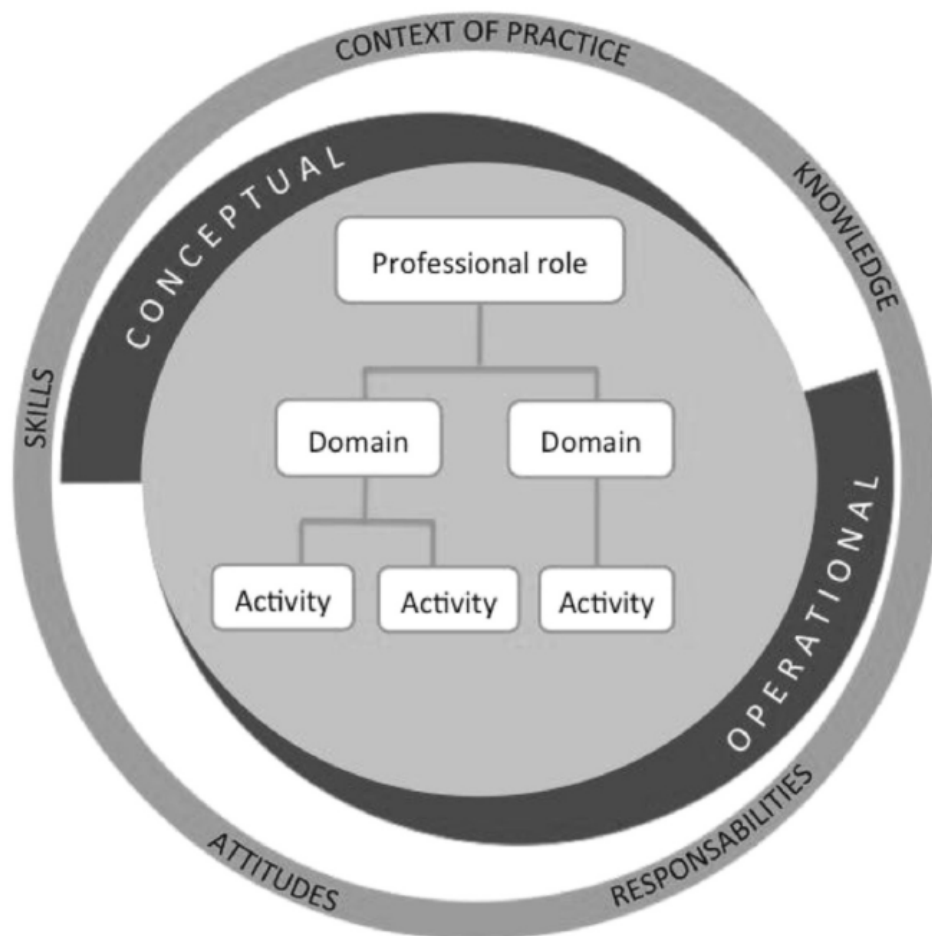 CONTEXT OF PRACTICE
KNOWLEDGE
RESPONSABILITIES
ATTITUDES
SKILLS
CONCEPTUAL
OPERATIONAL
Professional role
Domain
Domain
Activity
Activity
Activity